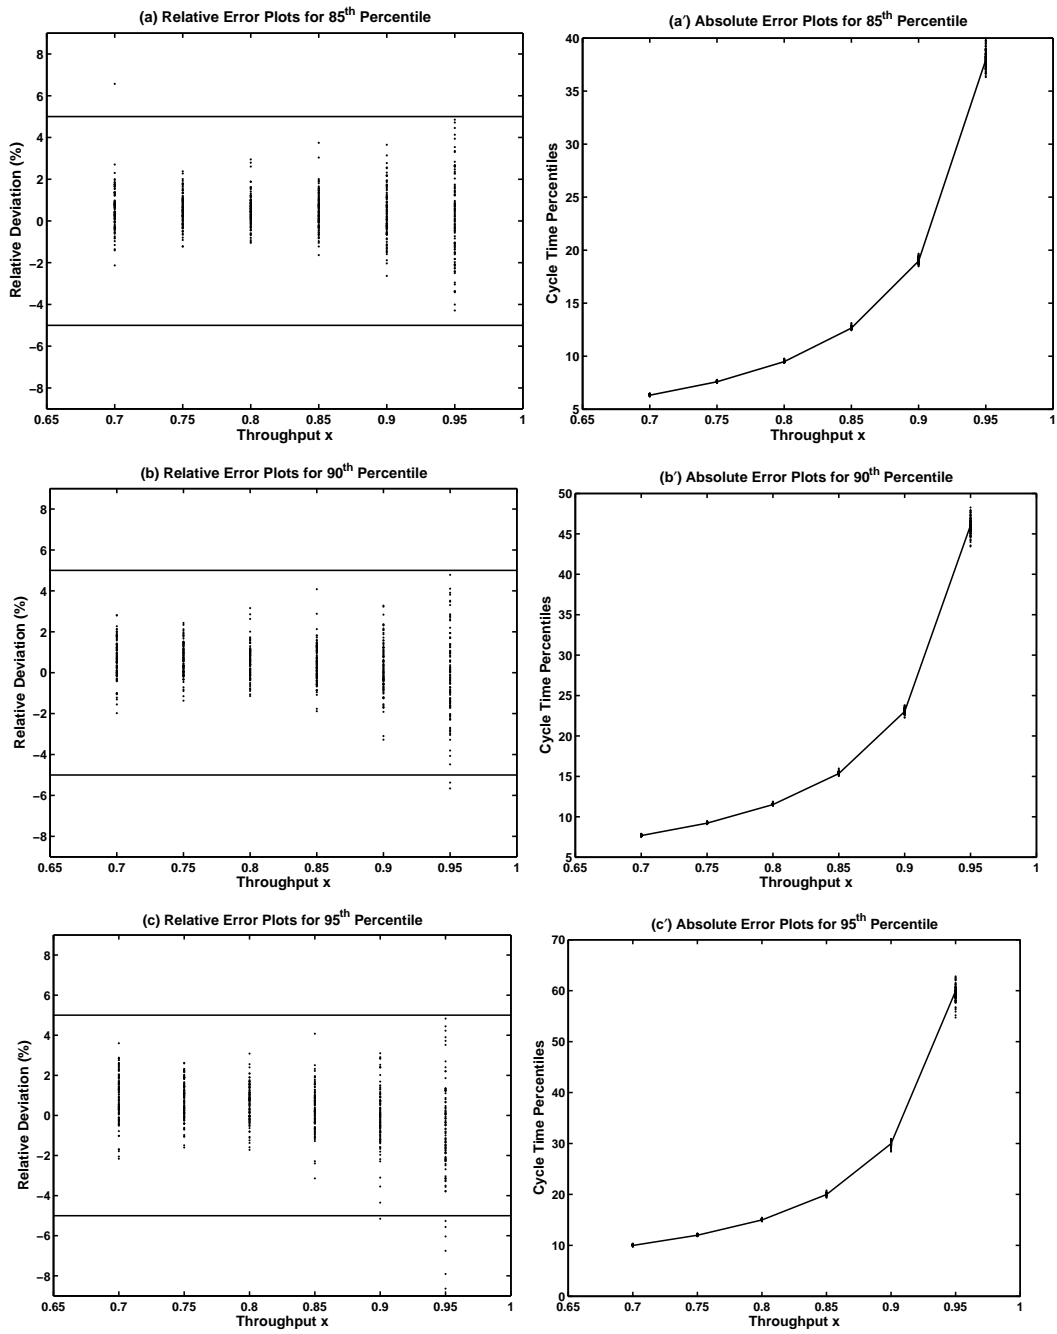 (a) Relative Error Plots for 85th Percentile
8
6
4
2
0
−2
−4
−6
−8
Relative Deviation (%)
0.65 0.7 0.75 0.8 0.85 0.9 0.95 1
Throughput x
(a′) Absolute Error Plots for 85th Percentile
40
35
30
25
20
15
10
5
Cycle Time Percentiles
0.65 0.7 0.75 0.8 0.85 0.9 0.95 1
Throughput x
(b) Relative Error Plots for 90th Percentile
8
6
4
2
0
−2
−4
−6
−8
Relative Deviation (%)
0.65 0.7 0.75 0.8 0.85 0.9 0.95 1
Throughput x
(b′) Absolute Error Plots for 90th Percentile
50
45
40
35
30
25
20
15
10
5
Cycle Time Percentiles
0.65 0.7 0.75 0.8 0.85 0.9 0.95 1
Throughput x
(c) Relative Error Plots for 95th Percentile
8
6
4
2
0
−2
−4
−6
−8
Relative Deviation (%)
0.65 0.7 0.75 0.8 0.85 0.9 0.95 1
Throughput x
(c′) Absolute Error Plots for 95th Percentile
70
60
50
40
30
20
10
0
Cycle Time Percentiles
0.65 0.7 0.75 0.8 0.85 0.9 0.95 1
Throughput x